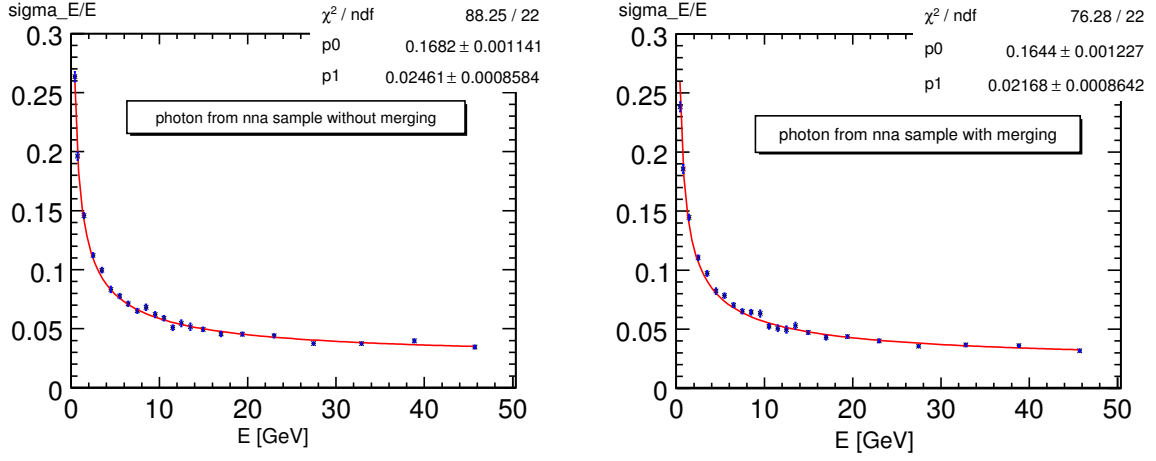 sigma_E/E
χ² / ndf 88.25 / 22
p0 0.1682 ± 0.001141
p1 0.02461 ± 0.0008584
photon from nna sample without merging
0.3
0.25
0.2
0.15
0.1
0.05
0
0 10 20 30 40 50
E [GeV]
sigma_E/E
χ² / ndf 76.28 / 22
p0 0.1644 ± 0.001227
p1 0.02168 ± 0.0008642
photon from nna sample with merging
0.3
0.25
0.2
0.15
0.1
0.05
0
0 10 20 30 40 50
E [GeV]